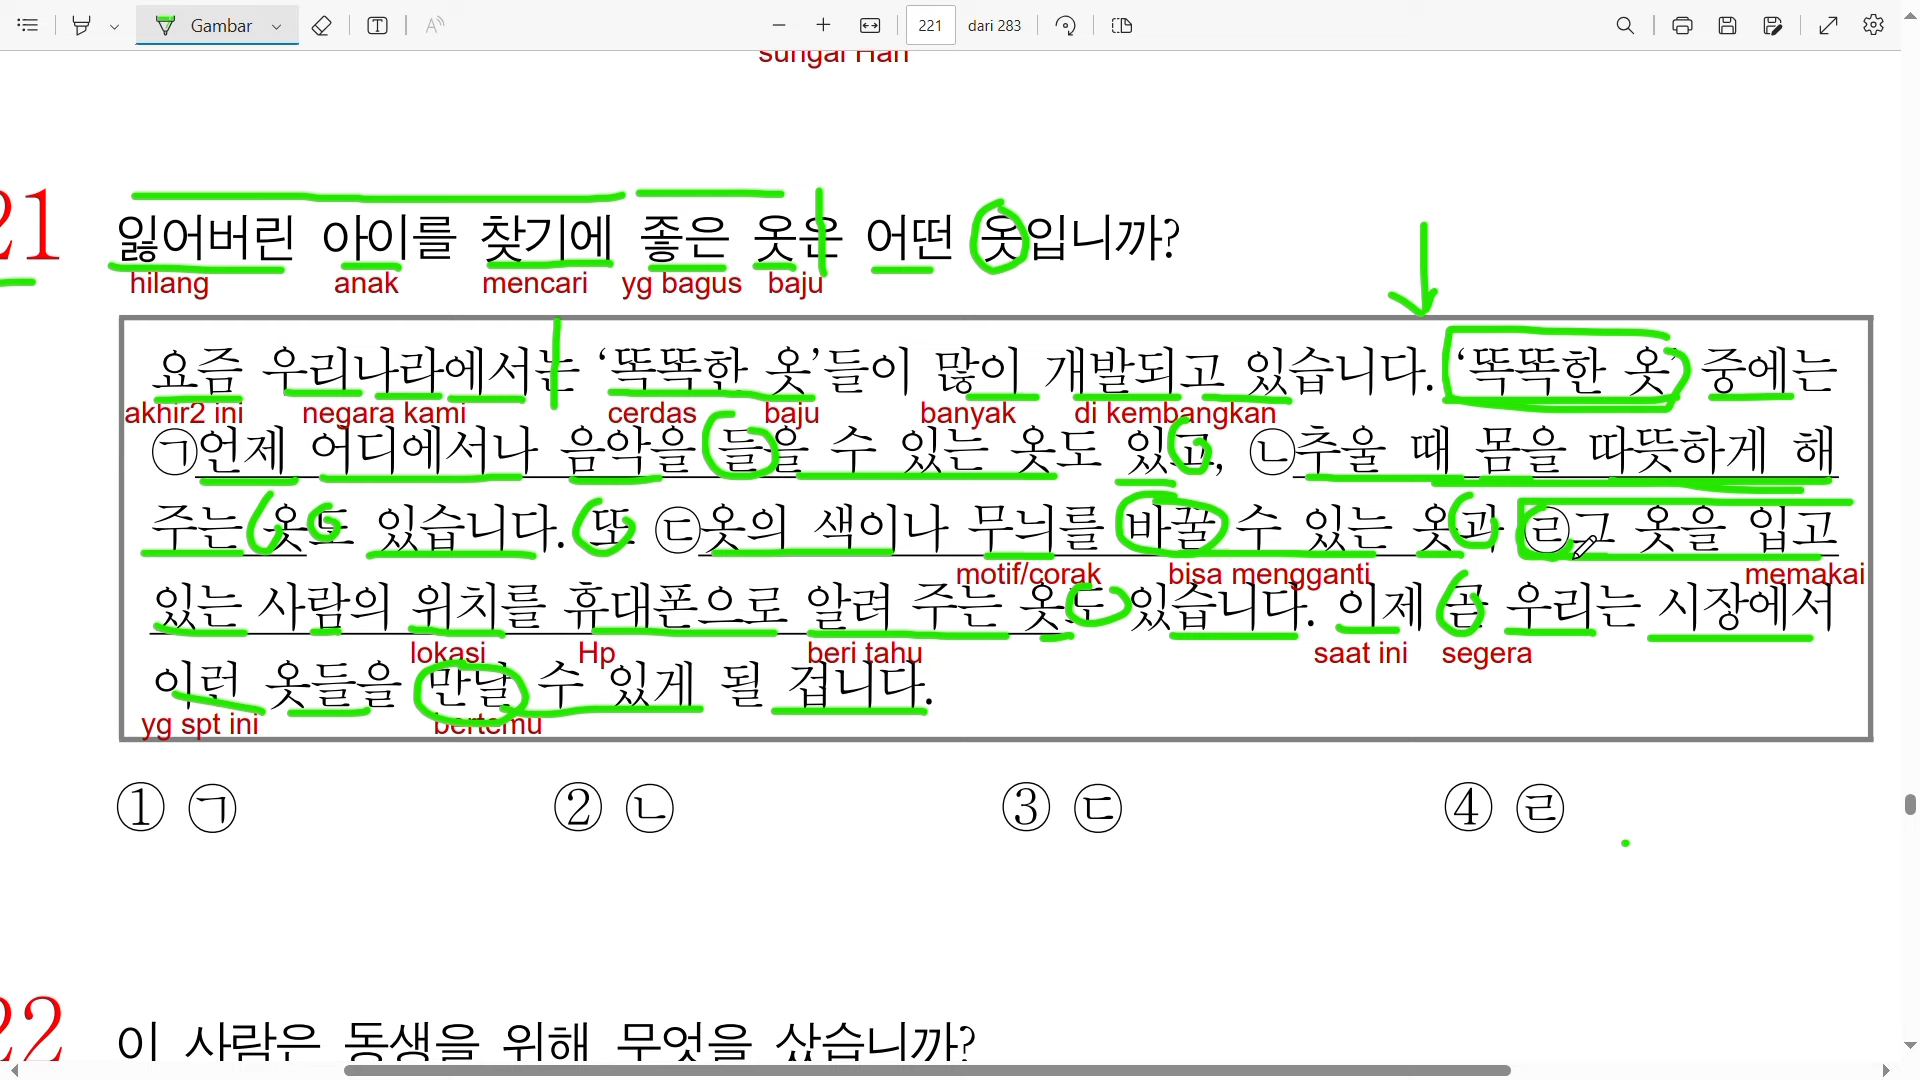 Gambar
221 dari 283
sungai Han
21 잃어버린 아이를 찾기에 좋은 옷은 어떤 옷입니까?
hilang anak mencari yg bagus baju
요즘 우리나라에서는 ‘똑똑한 옷’들이 많이 개발되고 있습니다. ‘똑똑한 옷’ 중에는
akhir2 ini negara kami cerdas baju banyak di kembangkan
㉠언제 어디에서나 음악을 들을 수 있는 옷도 있고, ㉡추울 때 몸을 따뜻하게 해
주는 옷도 있습니다. 또 ㉢옷의 색이나 무늬를 바꿀 수 있는 옷과 ㉣그 옷을 입고
motif/corak bisa mengganti memakai
있는 사람의 위치를 휴대폰으로 알려 주는 옷도 있습니다. 이제 곧 우리는 시장에서
lokasi Hp beri tahu saat ini segera
이런 옷들을 만날 수 있게 될 겁니다.
yg spt ini bertemu
① ㉠ ② ㉡ ③ ㉢ ④ ㉣
22 이 사람은 동생을 위해 무엇을 샀습니까?